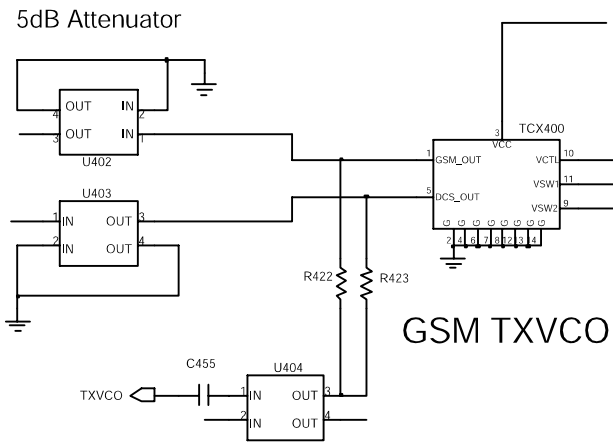 5dB Attenuator
4 OUT IN 2
3 OUT IN 1
U402
U403
1 IN OUT 3
2 IN OUT 4
TCX400
3
VCC
1 GSM_OUT VCTL 10
VSW1 11
5 DCS_OUT
VSW2 9
G G G G G G G G
2 4 6 7 8 12 13 14
R422 R423
GSM TXVCO
C455 U404
TXVCO 1 IN OUT 3
2 IN OUT 4